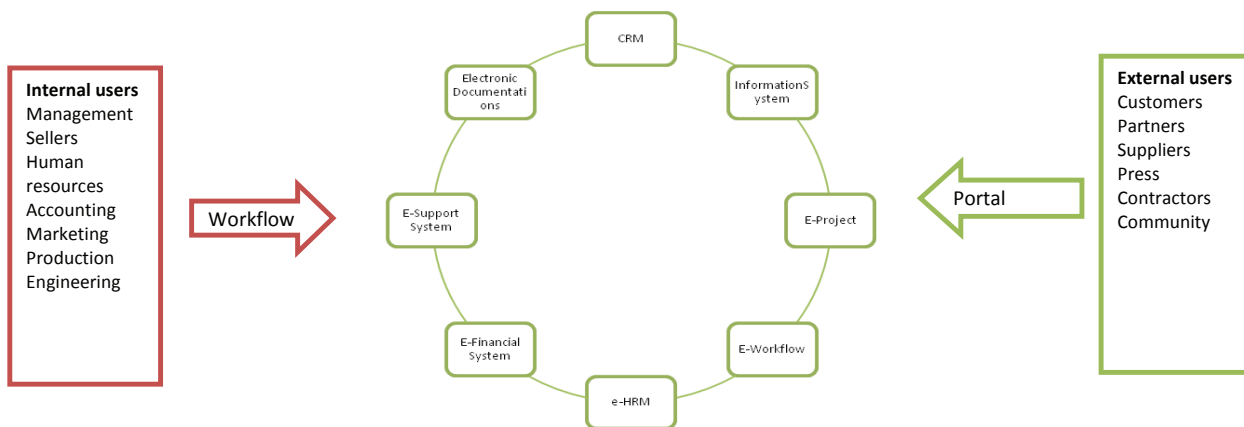 Internal users
Management
Sellers
Human
resources
Accounting
Marketing
Production
Engineering
Workflow
CRM
Electronic
Documentati
ons
InformationS
ystem
E-Support
System
E-Project
E-Financial
System
E-Workflow
e-HRM
Portal
External users
Customers
Partners
Suppliers
Press
Contractors
Community